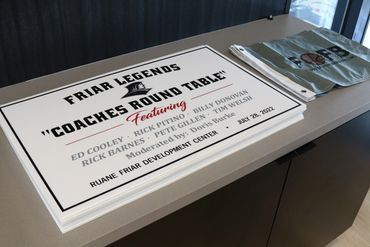 FRIAR LEGENDS
"COACHES ROUND TABLE"
Featuring
ED COOLEY · RICK PITINO · BILLY DONOVAN
RICK BARNES · PETE GILLEN · TIM WELSH
Moderated by: Doris Burke
RUANE FRIAR DEVELOPMENT CENTER • JULY 28, 2022